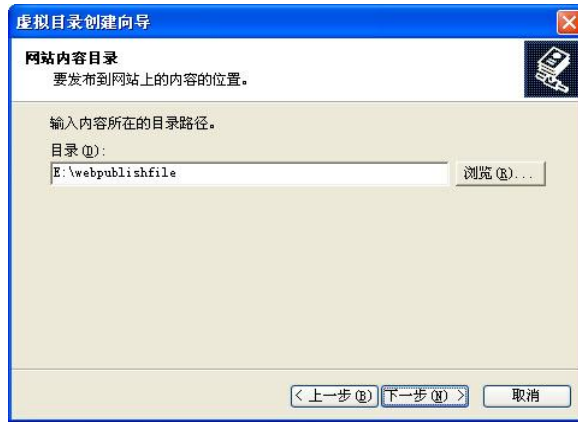 虚拟目录创建向导
网站内容目录
要发布到网站上的内容的位置。
输入内容所在的目录路径。
目录(D):
E:\webpublishfile
浏览(R)...
< 上一步(B) 下一步(N) > 取消